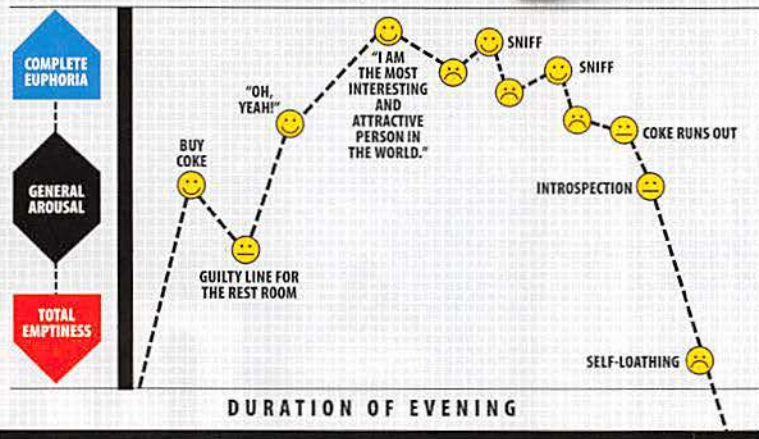 COMPLETE
EUPHORIA
GENERAL
AROUSAL
TOTAL
EMPTINESS
BUY
COKE
GUILTY LINE FOR
THE REST ROOM
"OH,
YEAH!"
"I AM
THE MOST
INTERESTING
AND
ATTRACTIVE
PERSON IN
THE WORLD."
SNIFF
SNIFF
COKE RUNS OUT
INTROSPECTION
SELF-LOATHING
DURATION OF EVENING